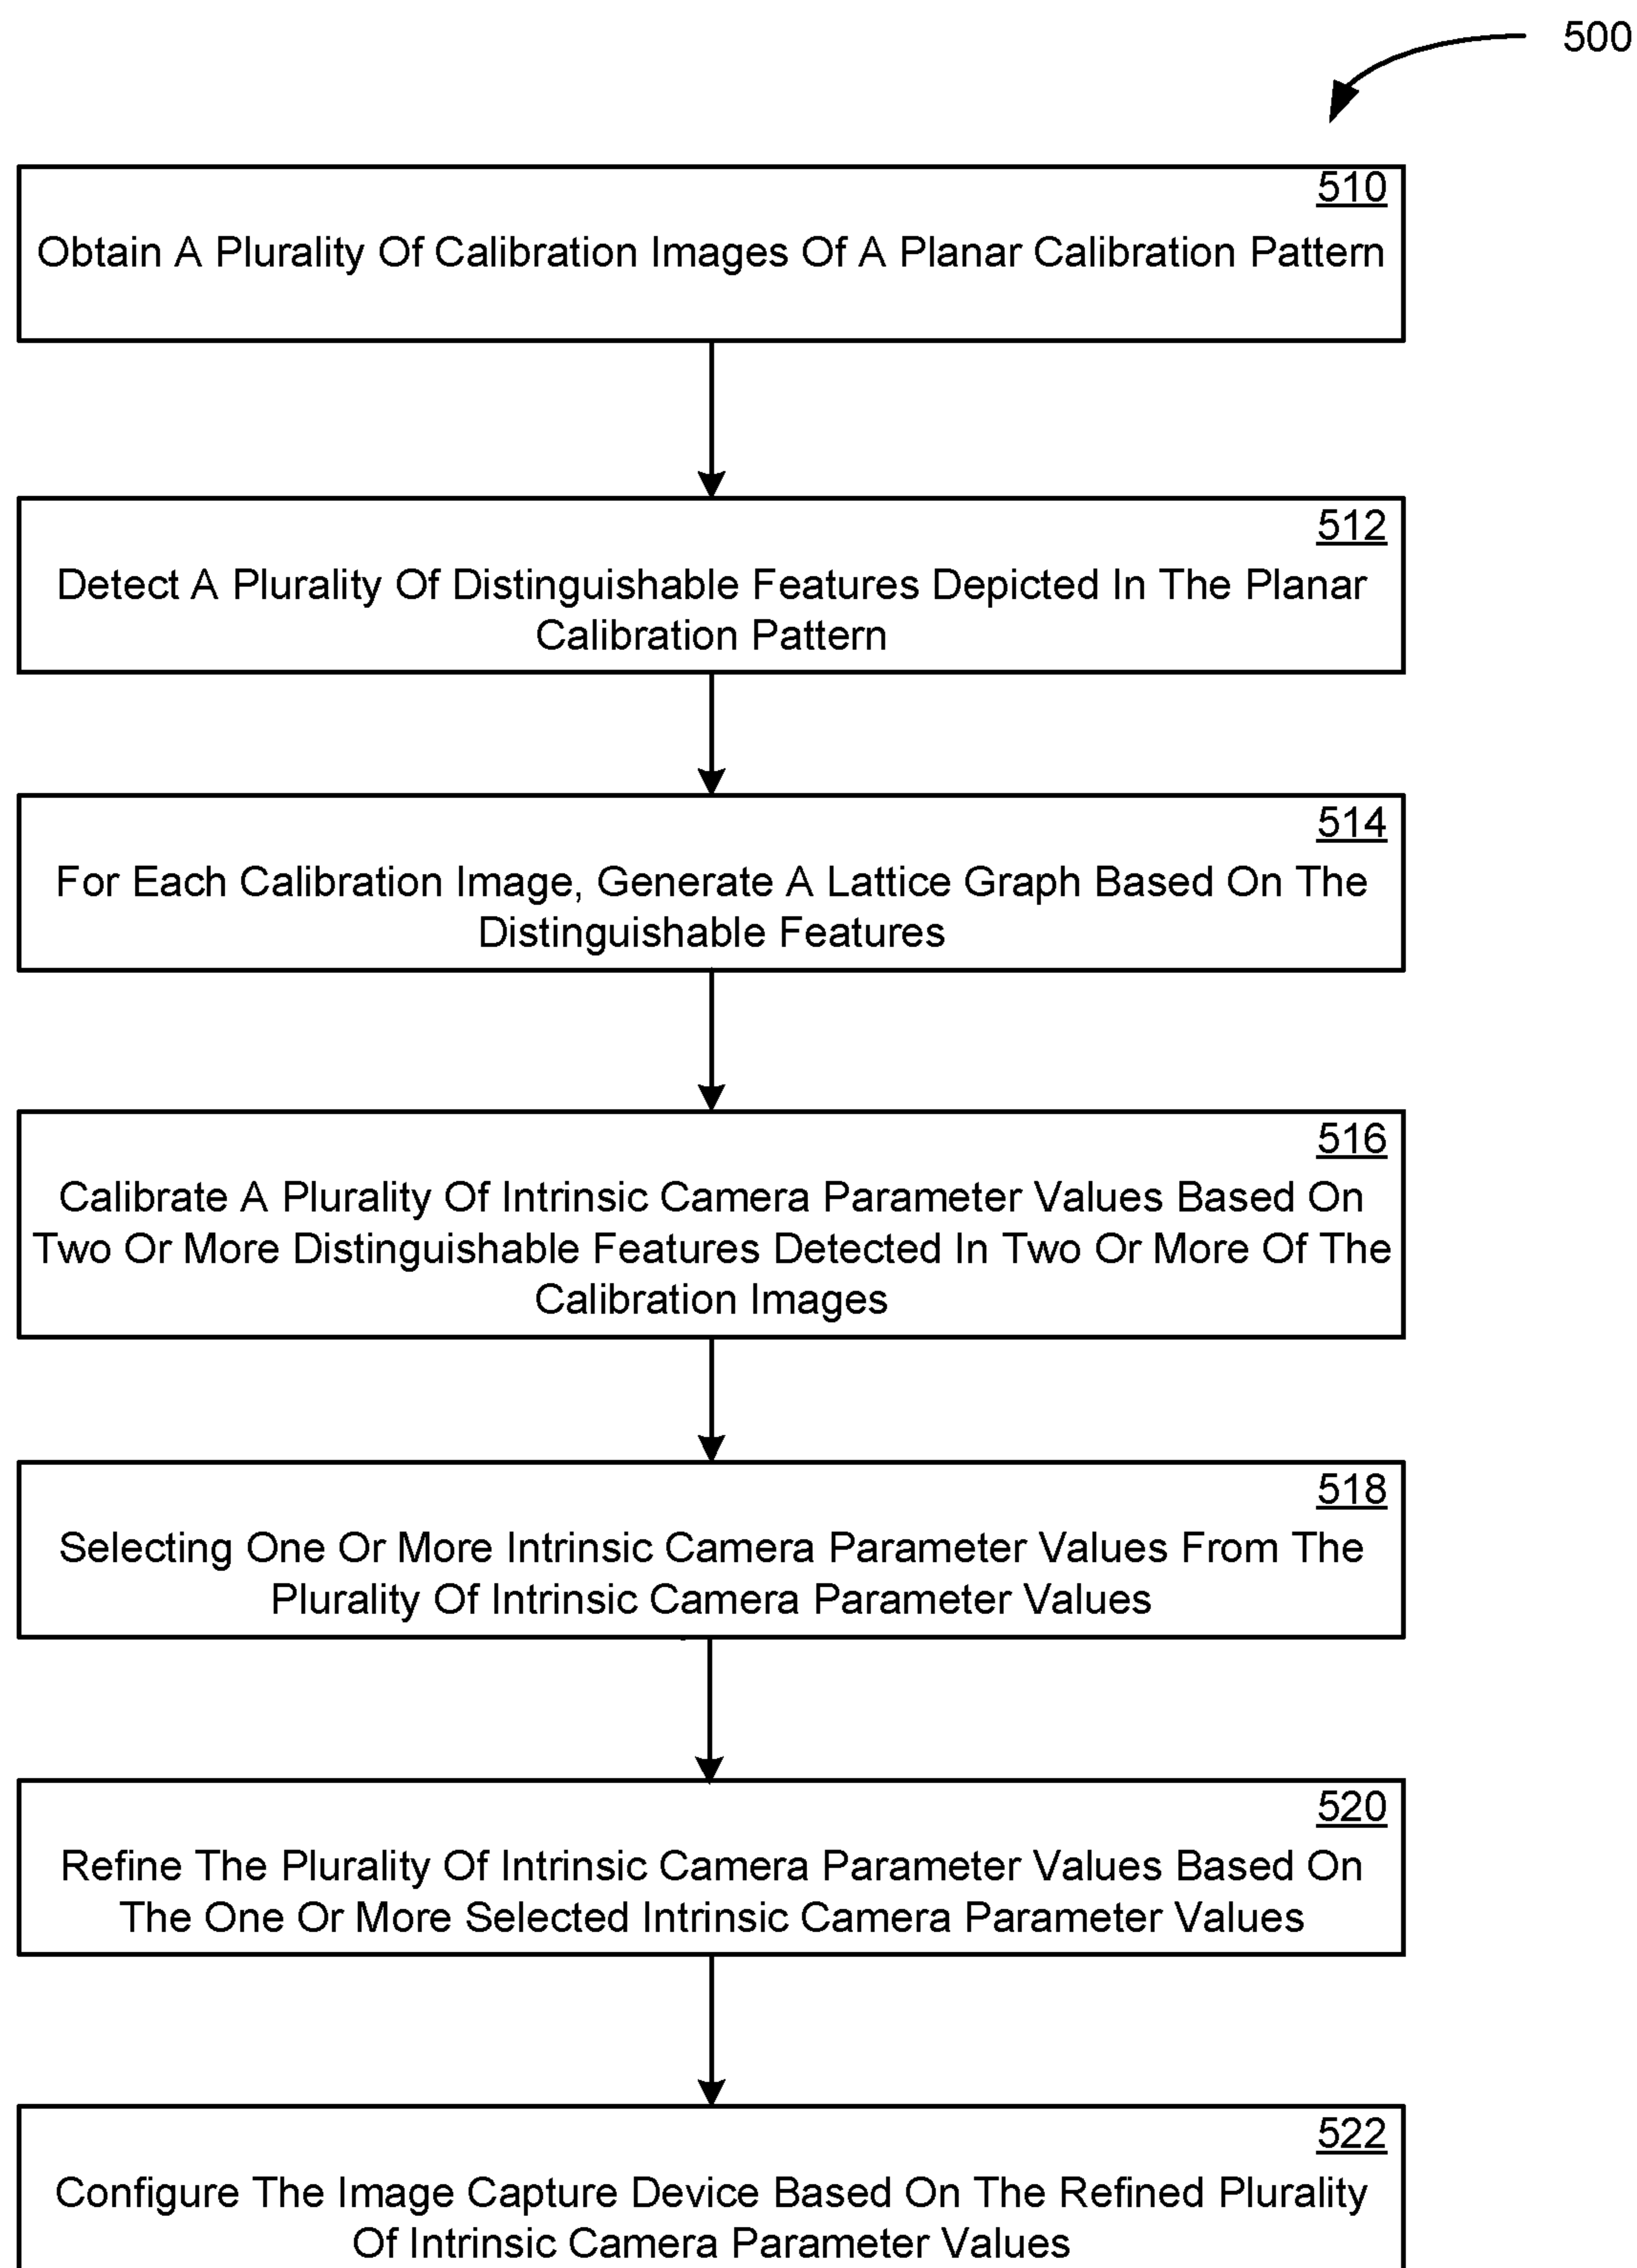 500
510
Obtain A Plurality Of Calibration Images Of A Planar Calibration Pattern
512
Detect A Plurality Of Distinguishable Features Depicted In The Planar
Calibration Pattern
514
For Each Calibration Image, Generate A Lattice Graph Based On The
Distinguishable Features
516
Calibrate A Plurality Of Intrinsic Camera Parameter Values Based On
Two Or More Distinguishable Features Detected In Two Or More Of The
Calibration Images
518
Selecting One Or More Intrinsic Camera Parameter Values From The
Plurality Of Intrinsic Camera Parameter Values
520
Refine The Plurality Of Intrinsic Camera Parameter Values Based On
The One Or More Selected Intrinsic Camera Parameter Values
522
Configure The Image Capture Device Based On The Refined Plurality
Of Intrinsic Camera Parameter Values